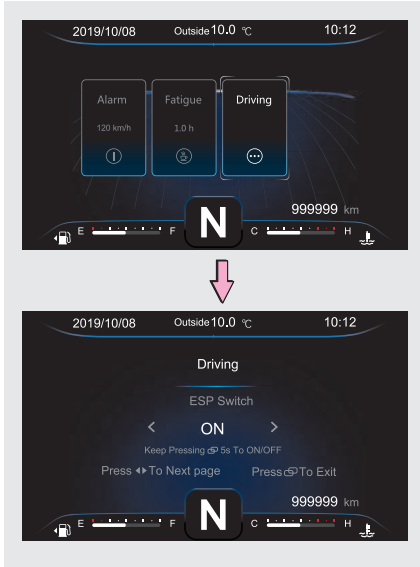 2019/10/08 Outside 10.0 ℃ 10:12
Alarm Fatigue Driving
120 km/h 1.0 h
999999 km
E F N C H
2019/10/08 Outside 10.0 ℃ 10:12
Driving
ESP Switch
< ON >
Keep Pressing 5s To ON/OFF
Press To Next page Press To Exit
999999 km
E F N C H